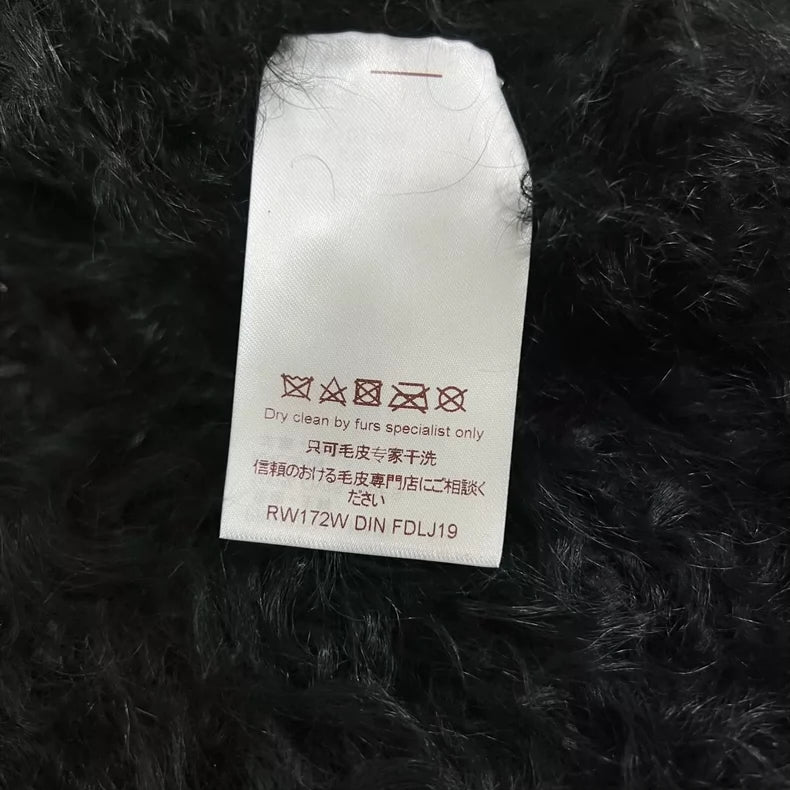 Dry clean by furs specialist only
只可毛皮专家干洗
信頼のおける毛皮専門店にご相談く
ださい
RW172W DIN FDLJ19